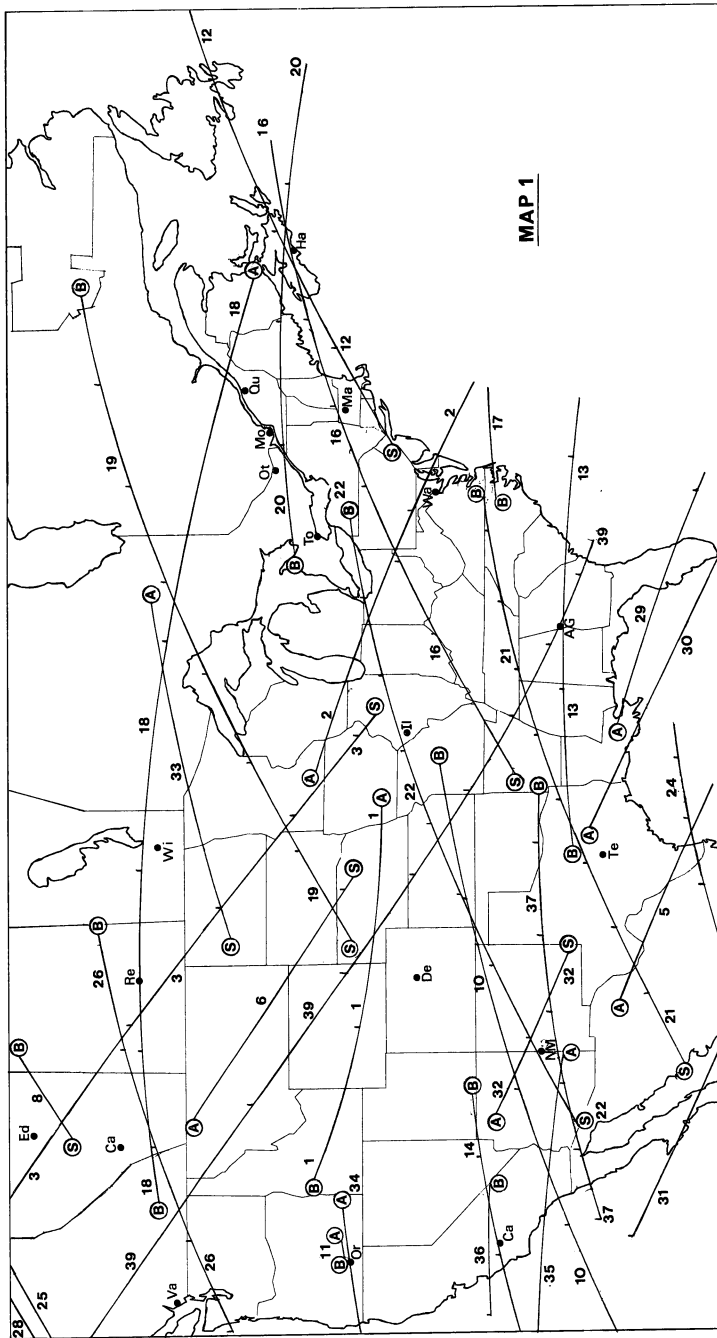 28
25
B
3
Ed
8
S
B
26
B
Ca
Re
39
B
18
18
A
Va
3
Wi
33
A
19
12
26
S
18
Qu
A
6
16
Mo
Ot
20
B
20
Ha
39
To
B
1
A
19
2
11
B
A
A
34
Or
S
S
1
3
S
22
B
16
12
Ma
1
A
S
De
22
Il
B
16
Wa
2
10
B
14
B
36
Ca
B
A
32
B
17
B
21
S
MAP 1
37
B
NM
35
A
32
S
B
13
AG
13
10
22
S
A
Te
37
39
A
A
29
31
S
21
5
24
30